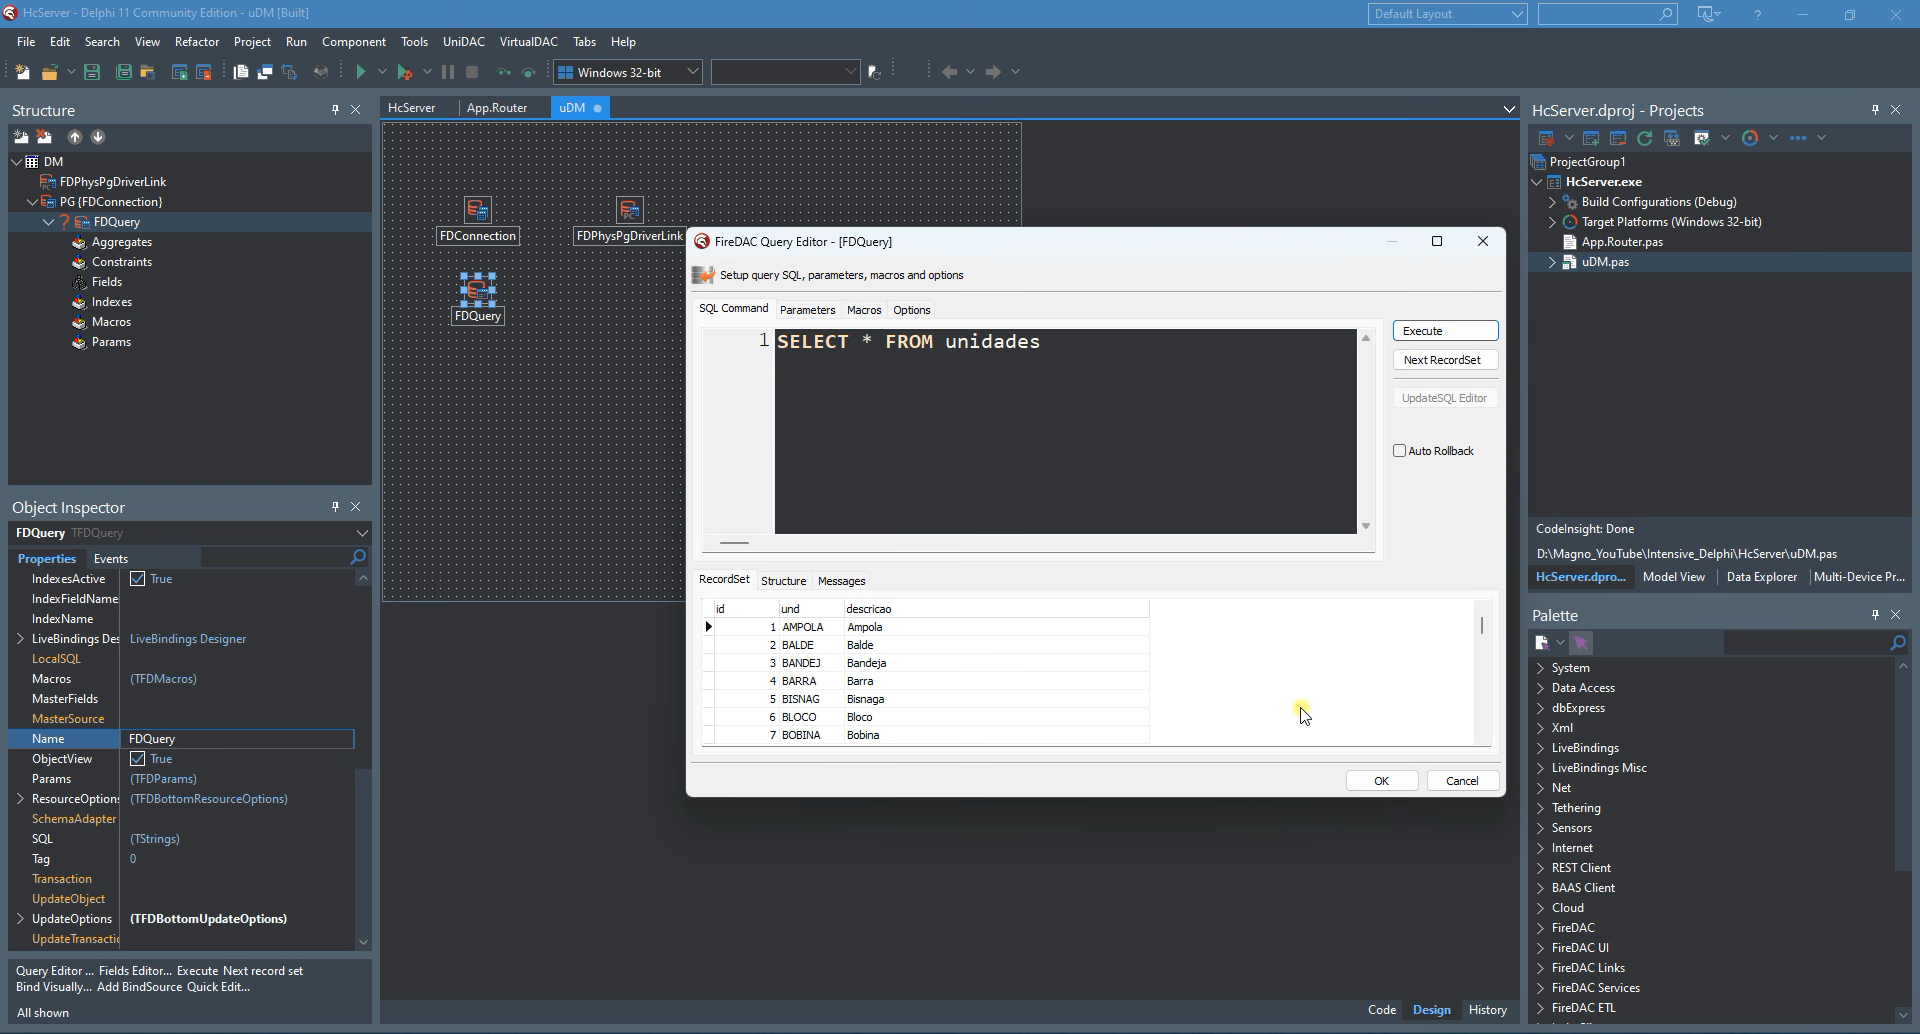 HcServer - Delphi 11 Community Edition - uDM [Built]
Default Layout
File Edit Search View Refactor Project Run Component Tools UniDAC VirtualDAC Tabs Help
Windows 32-bit
Structure
DM
FDPhysPgDriverLink
PG {FDConnection}
FDQuery
Aggregates
Constraints
Fields
Indexes
Macros
Params
Object Inspector
FDQuery TFDQuery
Properties Events
IndexesActive True
IndexFieldName
IndexName
LiveBindings Des LiveBindings Designer
LocalSQL
Macros (TFDMacros)
MasterFields
MasterSource
Name FDQuery
ObjectView True
Params (TFDParams)
ResourceOptions (TFDBottomResourceOptions)
SchemaAdapter
SQL (TStrings)
Tag 0
Transaction
UpdateObject
UpdateOptions (TFDBottomUpdateOptions)
UpdateTransactic
Query Editor ... Fields Editor... Execute Next record set
Bind Visually... Add BindSource Quick Edit...
All shown
HcServer App.Router uDM
FDConnection
FDPhysPgDriverLink
FDQuery
FireDAC Query Editor - [FDQuery]
Setup query SQL, parameters, macros and options
SQL Command Parameters Macros Options
1 SELECT * FROM unidades
Execute
Next RecordSet
UpdateSQL Editor
Auto Rollback
RecordSet Structure Messages
id und descricao
1 AMPOLA Ampola
2 BALDE Balde
3 BANDEJ Bandeja
4 BARRA Barra
5 BISNAG Bisnaga
6 BLOCO Bloco
7 BOBINA Bobina
OK Cancel
Code Design History
HcServer.dproj - Projects
ProjectGroup1
HcServer.exe
Build Configurations (Debug)
Target Platforms (Windows 32-bit)
App.Router.pas
uDM.pas
CodeInsight: Done
D:\Magno_YouTube\Intensive_Delphi\HcServer\uDM.pas
HcServer.dpro... Model View Data Explorer Multi-Device Pr...
Palette
System
Data Access
dbExpress
Xml
LiveBindings
LiveBindings Misc
Net
Tethering
Sensors
Internet
REST Client
BAAS Client
Cloud
FireDAC
FireDAC UI
FireDAC Links
FireDAC Services
FireDAC ETL